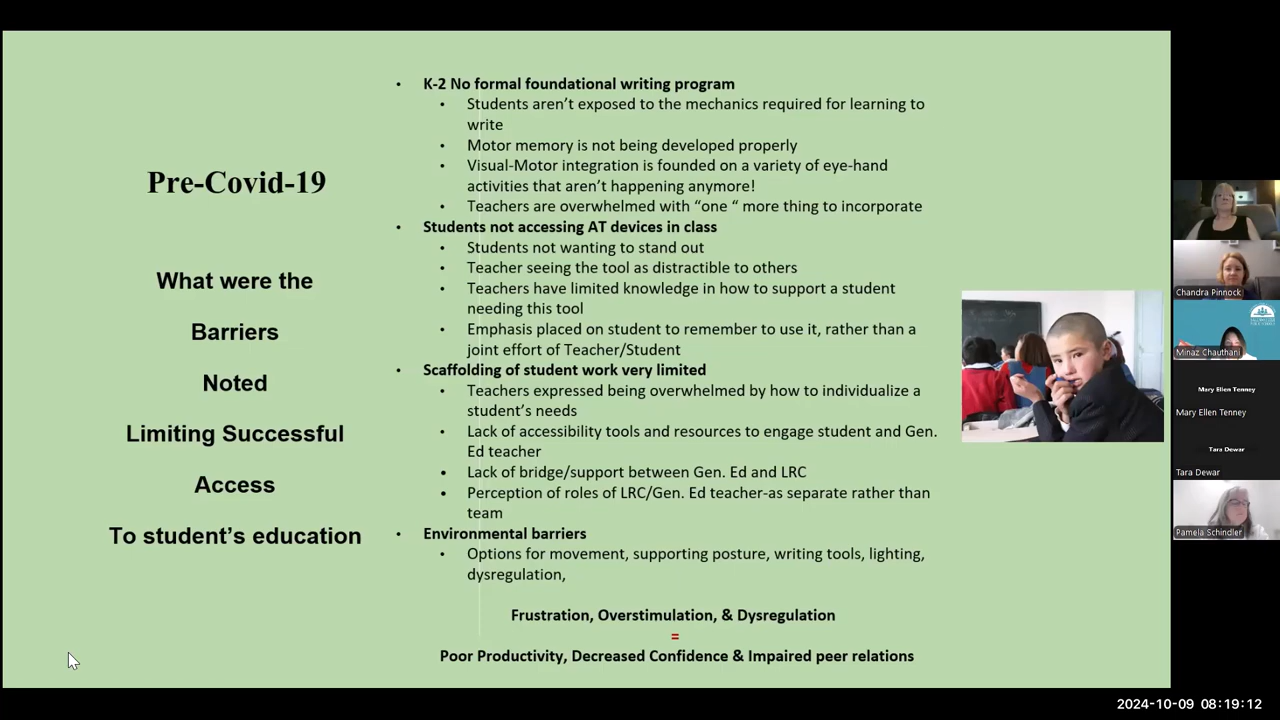 Pre-Covid-19
What were the
Barriers
Noted
Limiting Successful
Access
To student's education
• K-2 No formal foundational writing program
• Students aren't exposed to the mechanics required for learning to
write
• Motor memory is not being developed properly
• Visual-Motor integration is founded on a variety of eye-hand
activities that aren't happening anymore!
• Teachers are overwhelmed with "one " more thing to incorporate
• Students not accessing AT devices in class
• Students not wanting to stand out
• Teacher seeing the tool as distractible to others
• Teachers have limited knowledge in how to support a student
needing this tool
• Emphasis placed on student to remember to use it, rather than a
joint effort of Teacher/Student
• Scaffolding of student work very limited
• Teachers expressed being overwhelmed by how to individualize a
student's needs
• Lack of accessibility tools and resources to engage student and Gen.
Ed teacher
• Lack of bridge/support between Gen. Ed and LRC
• Perception of roles of LRC/Gen. Ed teacher-as separate rather than
team
• Environmental barriers
• Options for movement, supporting posture, writing tools, lighting,
dysregulation,
Frustration, Overstimulation, & Dysregulation
=
Poor Productivity, Decreased Confidence & Impaired peer relations
Chandra Pinnock
Minaz Chauthani
Mary Ellen Tenney
Mary Ellen Tenney
Tara Dewar
Tara Dewar
Pamela Schindler
2024-10-09 08:19:12